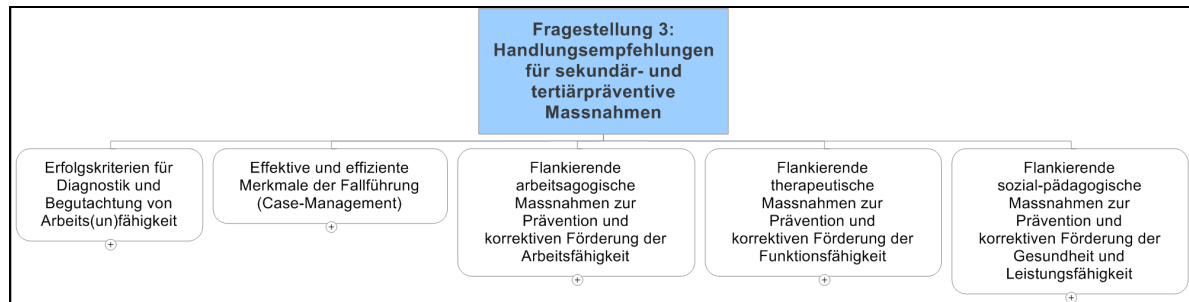 Fragestellung 3:
Handlungsempfehlungen
für sekundär- und
tertiärpräventive
Massnahmen
Erfolgskriterien für
Diagnostik und
Begutachtung von
Arbeits(un)fähigkeit
Effektive und effiziente
Merkmale der Fallführung
(Case-Management)
Flankierende
arbeitsagogische
Massnahmen zur
Prävention und
korrektiven Förderung der
Arbeitsfähigkeit
Flankierende
therapeutische
Massnahmen zur
Prävention und
korrektiven Förderung der
Funktionsfähigkeit
Flankierende
sozial-pädagogische
Massnahmen zur
Prävention und
korrektiven Förderung der
Gesundheit und
Leistungsfähigkeit